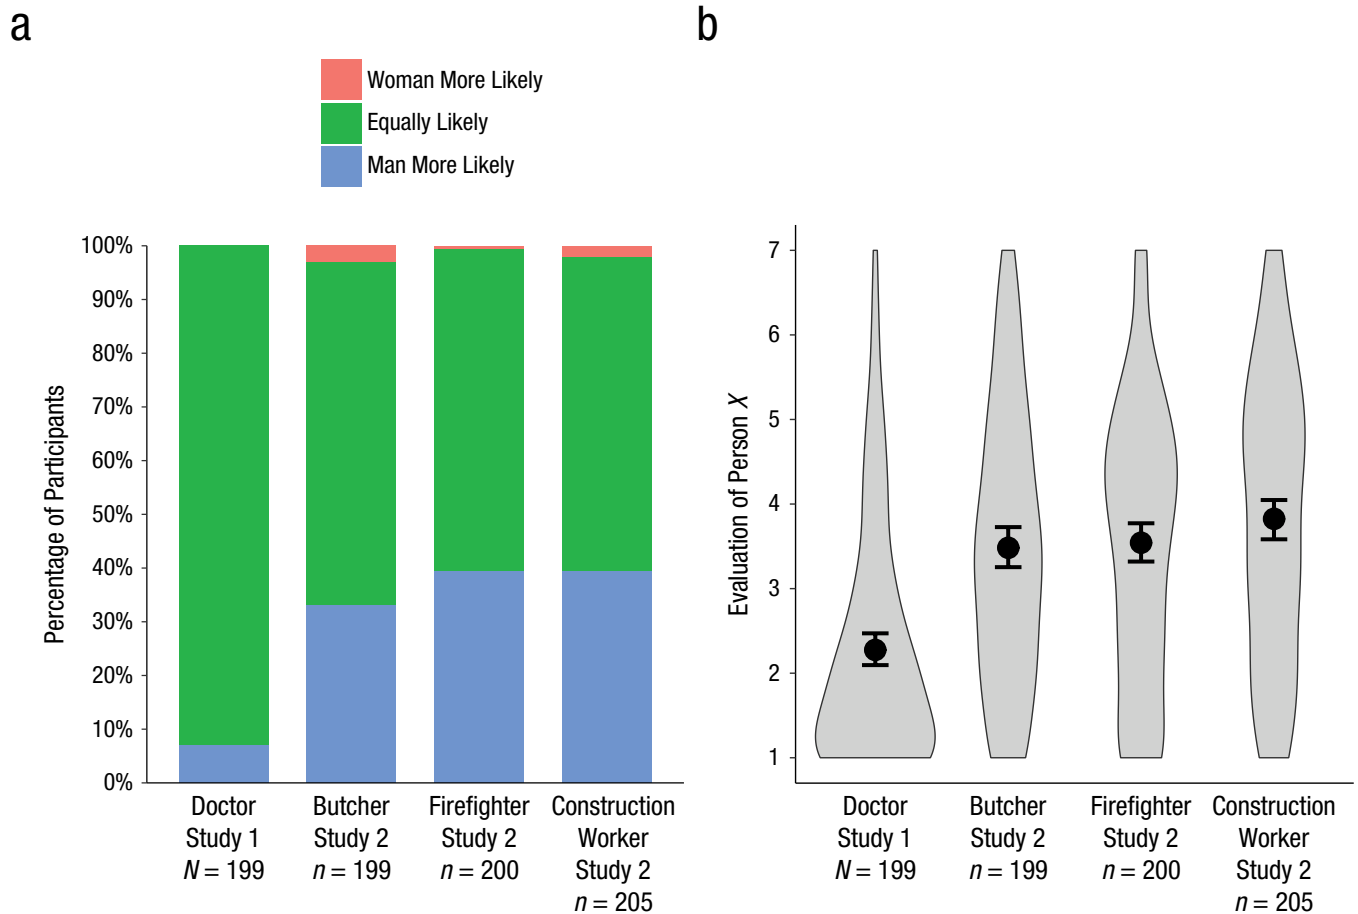 a
Woman More Likely
Equally Likely
Man More Likely
Percentage of Participants
100%
90%
80%
70%
60%
50%
40%
30%
20%
10%
0%
Doctor
Study 1
N = 199
Butcher
Study 2
n = 199
Firefighter
Study 2
n = 200
Construction
Worker
Study 2
n = 205
b
Evaluation of Person X
7
6
5
4
3
2
1
Doctor
Study 1
N = 199
Butcher
Study 2
n = 199
Firefighter
Study 2
n = 200
Construction
Worker
Study 2
n = 205